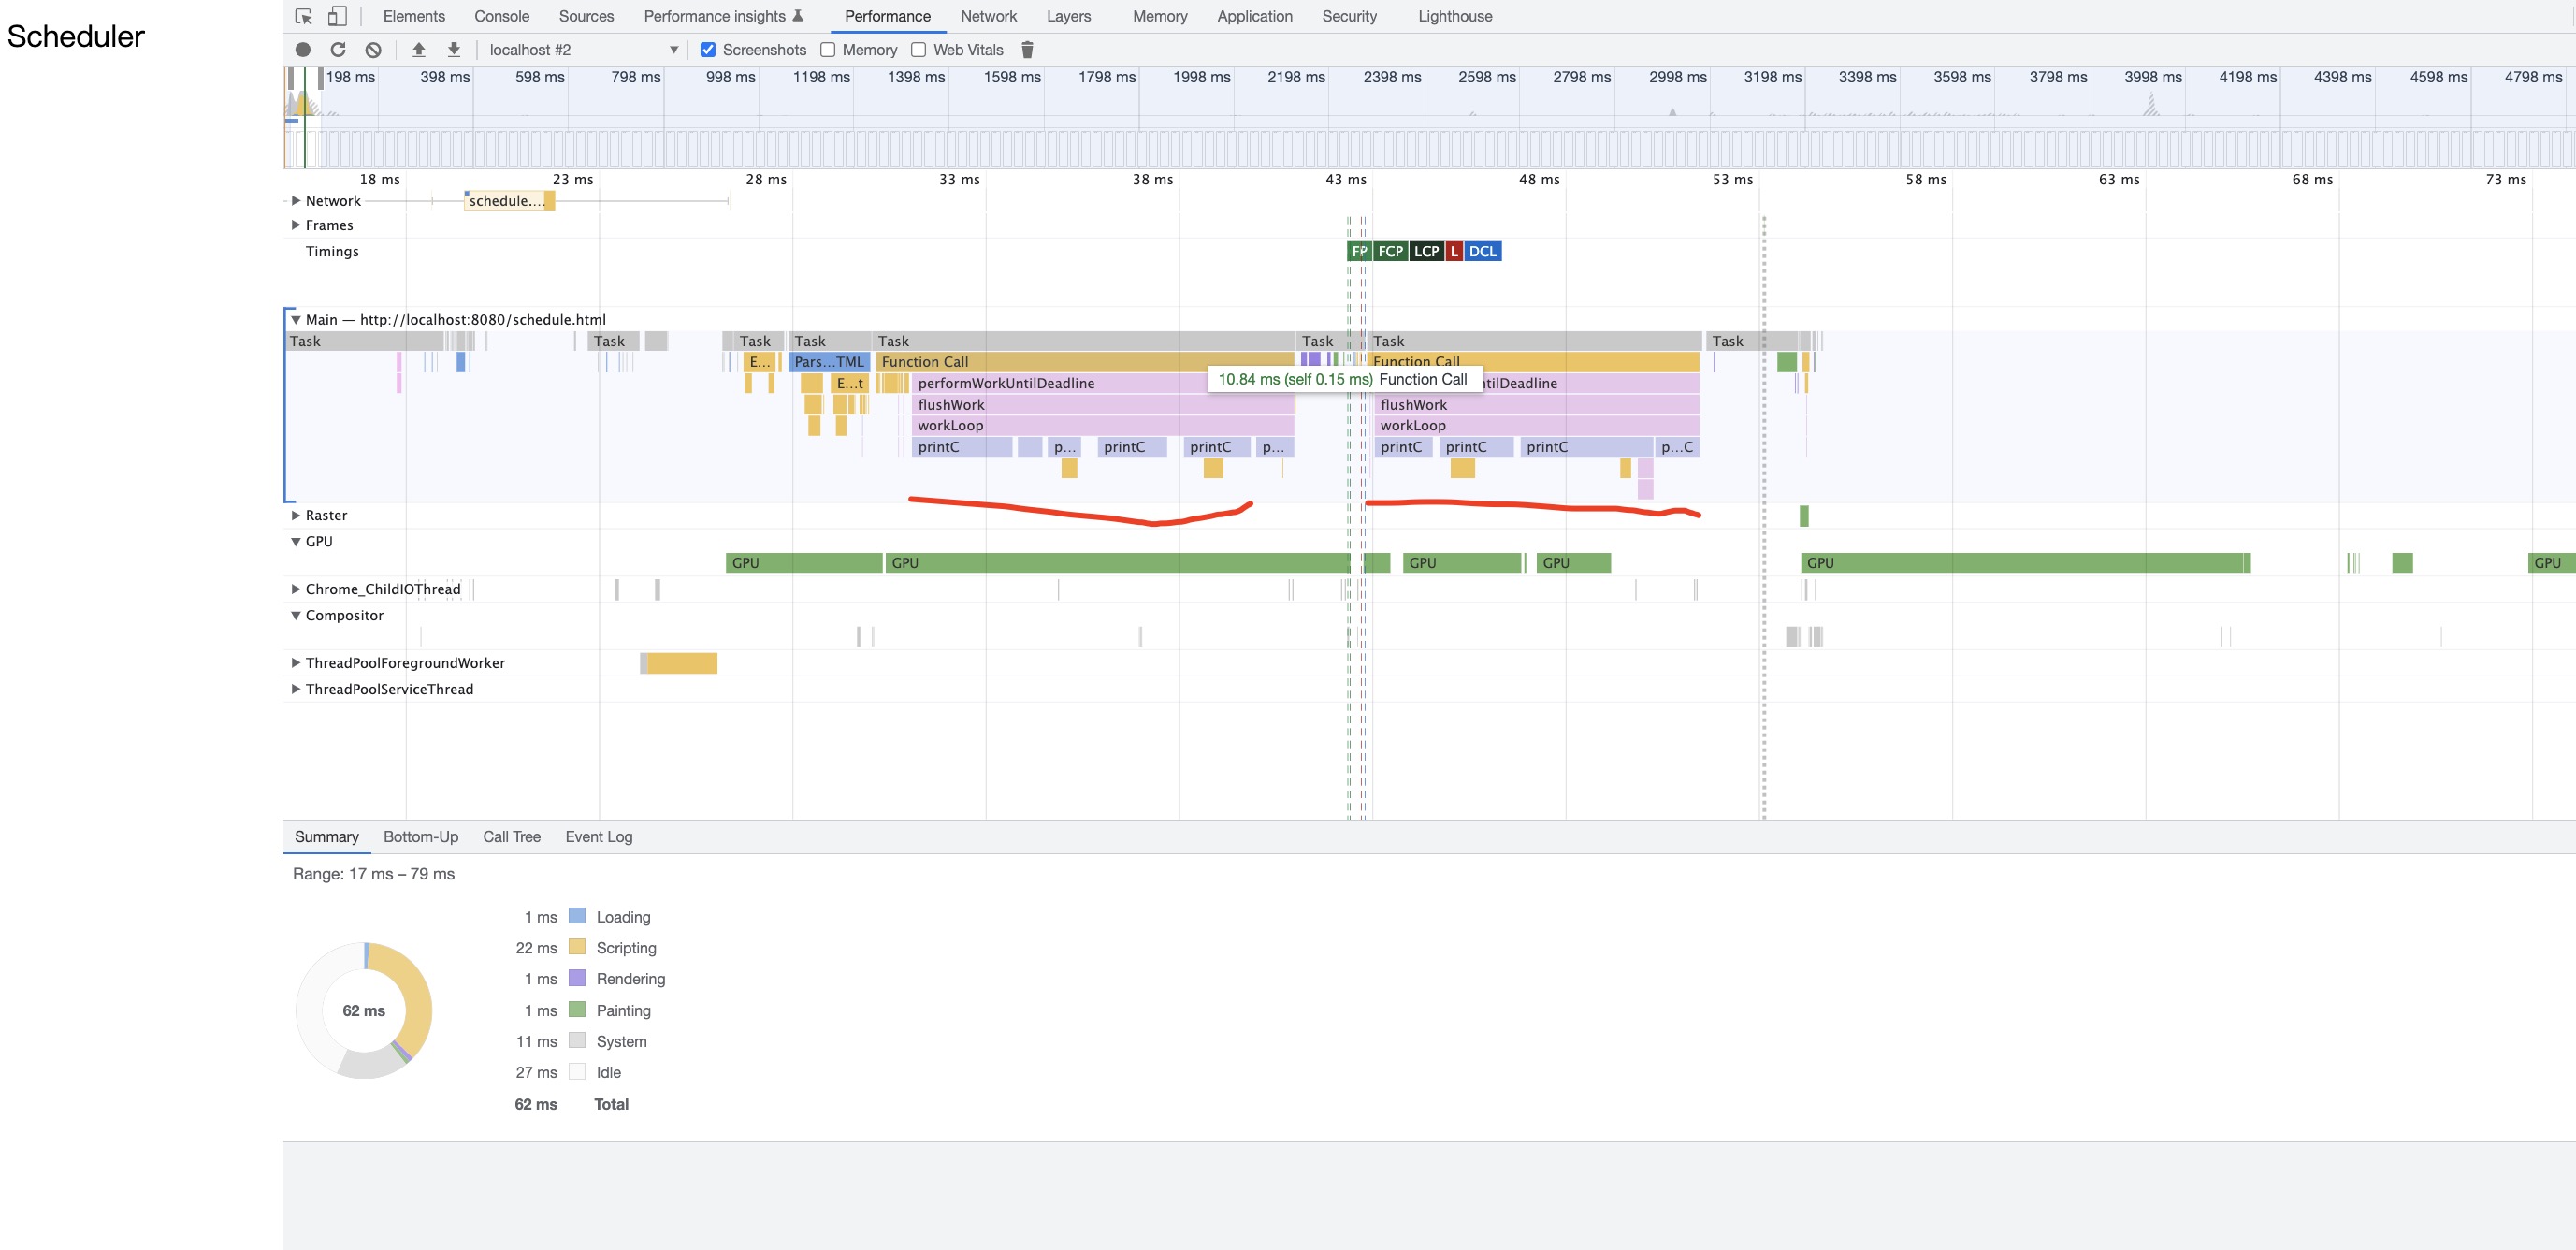 Scheduler
Elements Console Sources Performance insights Performance Network Layers Memory Application Security Lighthouse
localhost #2 Screenshots Memory Web Vitals
198 ms 398 ms 598 ms 798 ms 998 ms 1198 ms 1398 ms 1598 ms 1798 ms 1998 ms 2198 ms 2398 ms 2598 ms 2798 ms 2998 ms 3198 ms 3398 ms 3598 ms 3798 ms 3998 ms 4198 ms 4398 ms 4598 ms 4798 ms
18 ms 23 ms 28 ms 33 ms 38 ms 43 ms 48 ms 53 ms 58 ms 63 ms 68 ms 73 ms
Network schedule....
Frames
Timings FP FCP LCP L DCL
Main — http://localhost:8080/schedule.html
Task Task Task Task Task Task Task Task
E... Pars...TML Function Call Function Call
10.84 ms (self 0.15 ms) Function Call
E...t performWorkUntilDeadline tilDeadline
flushWork flushWork
workLoop workLoop
printC p... printC printC p... printC printC printC p...C
Raster
GPU
GPU GPU GPU GPU GPU GPU
Chrome_ChildIOThread
Compositor
ThreadPoolForegroundWorker
ThreadPoolServiceThread
Summary Bottom-Up Call Tree Event Log
Range: 17 ms – 79 ms
1 ms Loading
22 ms Scripting
1 ms Rendering
62 ms 1 ms Painting
11 ms System
27 ms Idle
62 ms Total